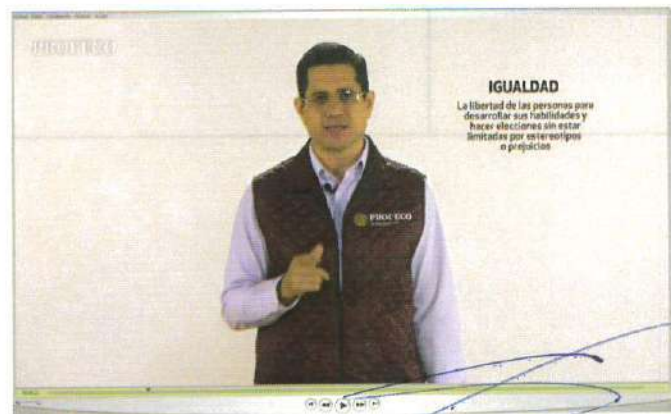 PROFECO
IGUALDAD
La libertad de las personas para
desarrollar sus habilidades y
hacer elecciones sin estar
limitadas por estereotipos
o prejuicios
PROFECO